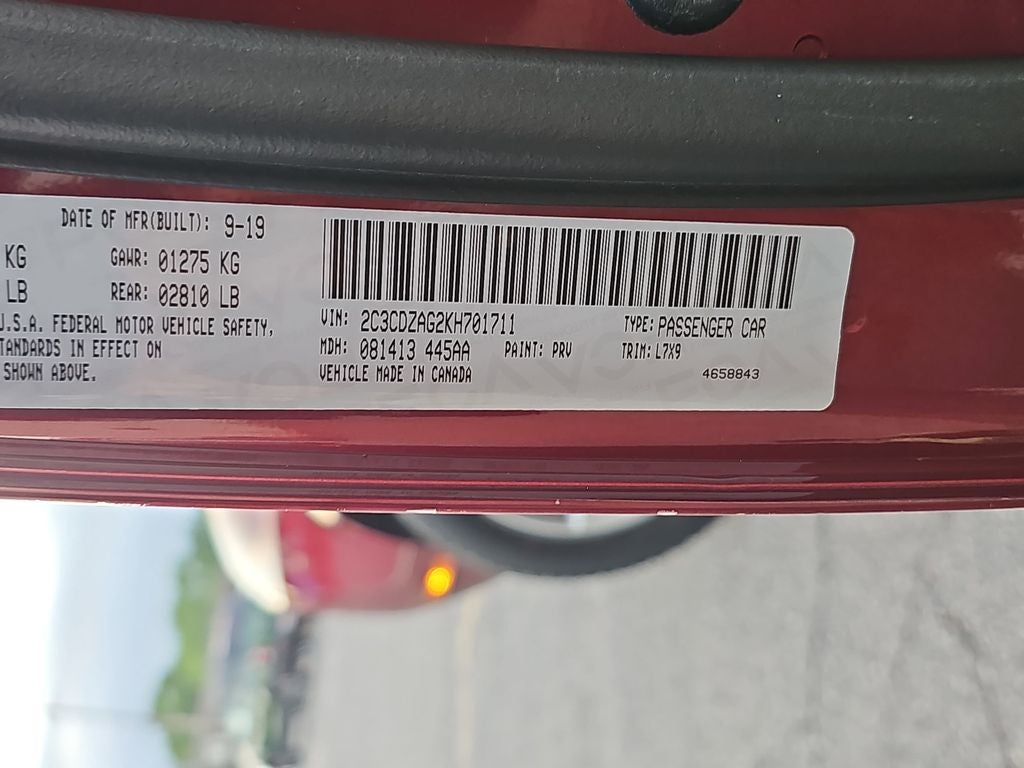 DATE OF MFR(BUILT): 9-19
KG GAWR: 01275 KG
LB REAR: 02810 LB
U.S.A. FEDERAL MOTOR VEHICLE SAFETY,
TANDARDS IN EFFECT ON
SHOWN ABOVE.
VIN: 2C3CDZAG2KH701711 TYPE: PASSENGER CAR
MDH: 081413 445AA PAINT: PRV TRIM: L7X9
VEHICLE MADE IN CANADA 4658843